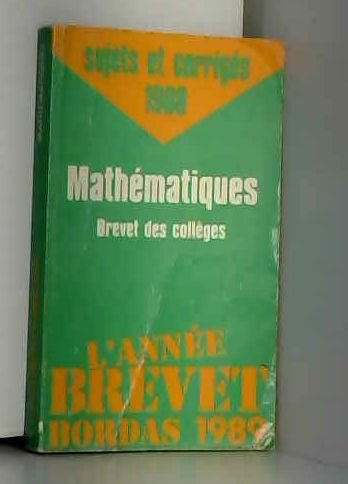 sujets et corrigés
1988
Mathématiques
Brevet des collèges
L'ANNÉE
BREVET
BORDAS 1989